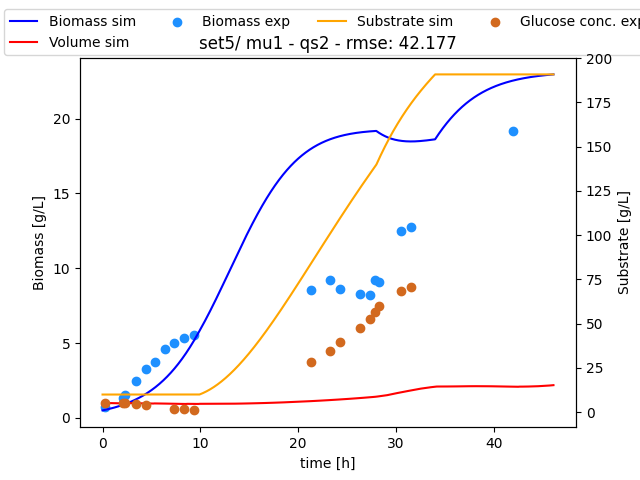 Biomass sim Biomass exp Substrate sim Glucose conc. exp
Volume sim
set5/ mu1 - qs2 - rmse: 42.177
Biomass [g/L]
20
15
10
5
0
200
175
150
125
100
75
50
25
0
Substrate [g/L]
0 10 20 30 40
time [h]